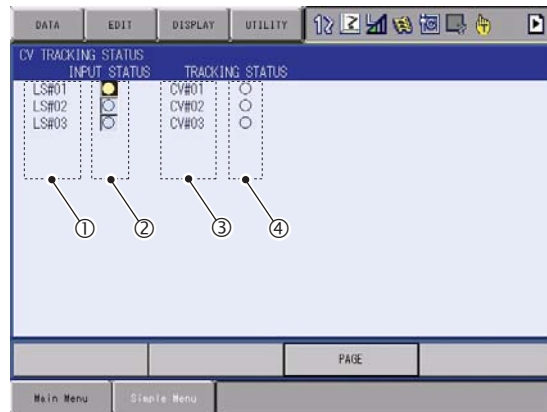 DATA EDIT DISPLAY UTILITY
CV TRACKING STATUS
INPUT STATUS TRACKING STATUS
LS#01 CV#01
LS#02 CV#02
LS#03 CV#03
① ② ③ ④
PAGE
Main Menu Simple Menu